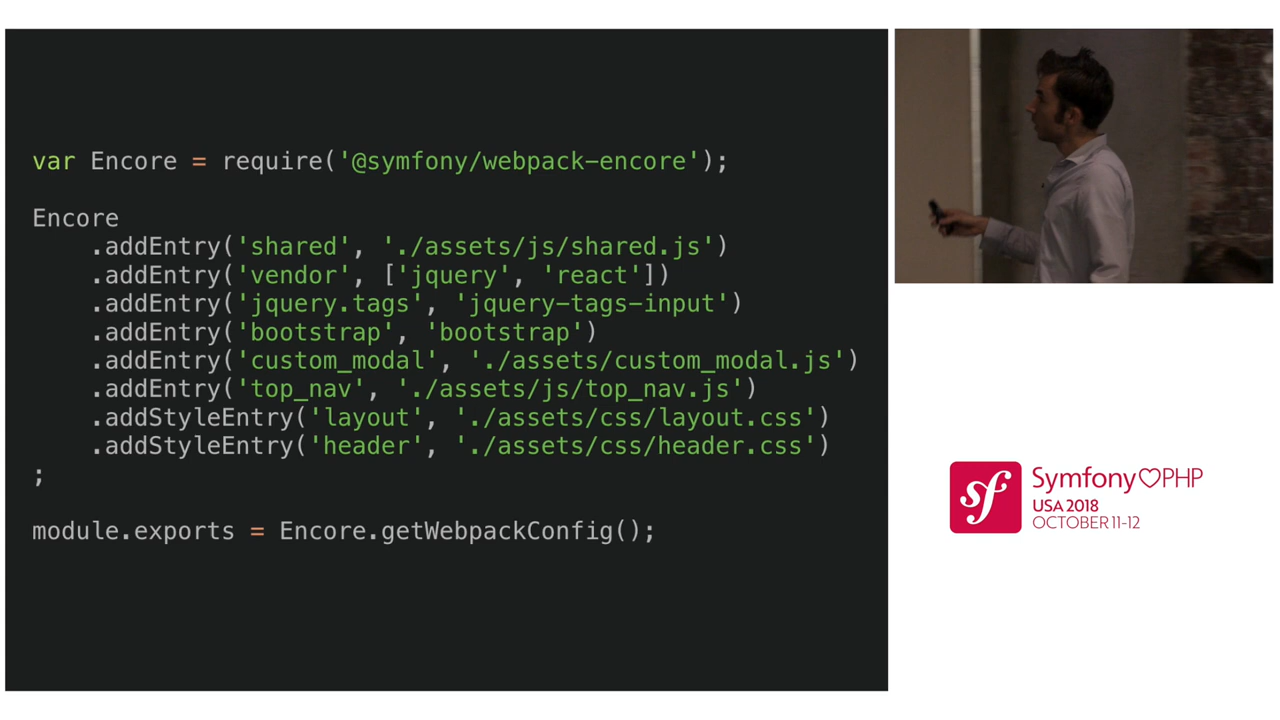 var Encore = require('@symfony/webpack-encore');
Encore
.addEntry('shared', './assets/js/shared.js')
.addEntry('vendor', ['jquery', 'react'])
.addEntry('jquery.tags', 'jquery-tags-input')
.addEntry('bootstrap', 'bootstrap')
.addEntry('custom_modal', './assets/custom_modal.js')
.addEntry('top_nav', './assets/js/top_nav.js')
.addStyleEntry('layout', './assets/css/layout.css')
.addStyleEntry('header', './assets/css/header.css')
;
module.exports = Encore.getWebpackConfig();
sf
Symfony♡PHP
USA 2018
OCTOBER 11-12